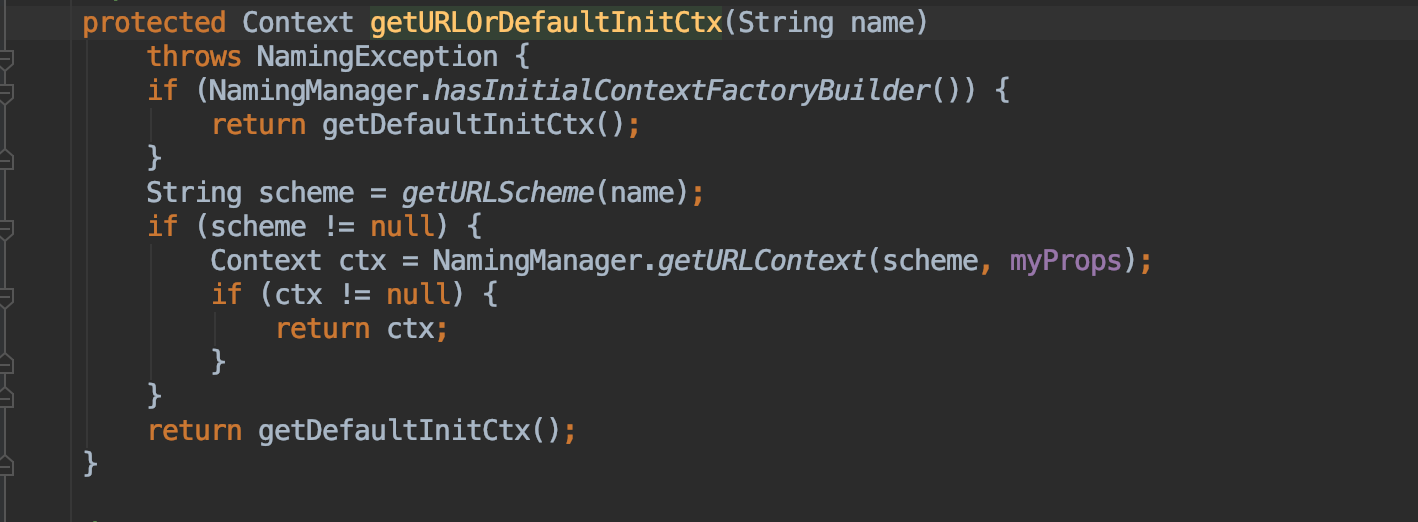 protected Context getURLOrDefaultInitCtx(String name)
    throws NamingException {
    if (NamingManager.hasInitialContextFactoryBuilder()) {
        return getDefaultInitCtx();
    }
    String scheme = getURLScheme(name);
    if (scheme != null) {
        Context ctx = NamingManager.getURLContext(scheme, myProps);
        if (ctx != null) {
            return ctx;
        }
    }
    return getDefaultInitCtx();
}